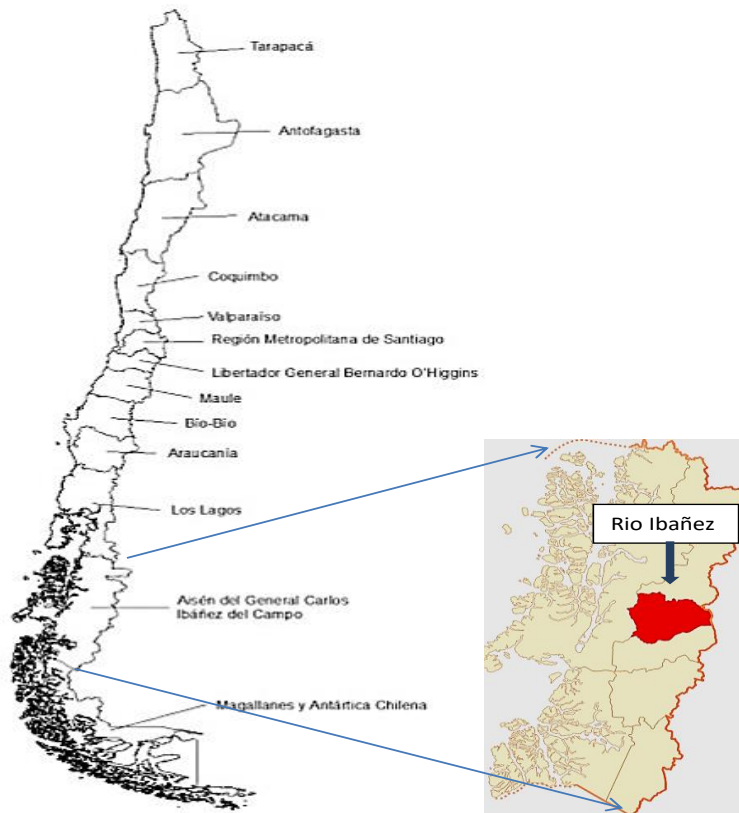 Tarapacá
Antofagasta
Atacama
Coquimbo
Valparaíso
Región Metropolitana de Santiago
Libertador General Bernardo O'Higgins
Maule
Bío-Bío
Araucanía
Los Lagos
Rio Ibañez
Aisén del General Carlos
Ibáñez del Campo
Magallanes y Antártica Chilena